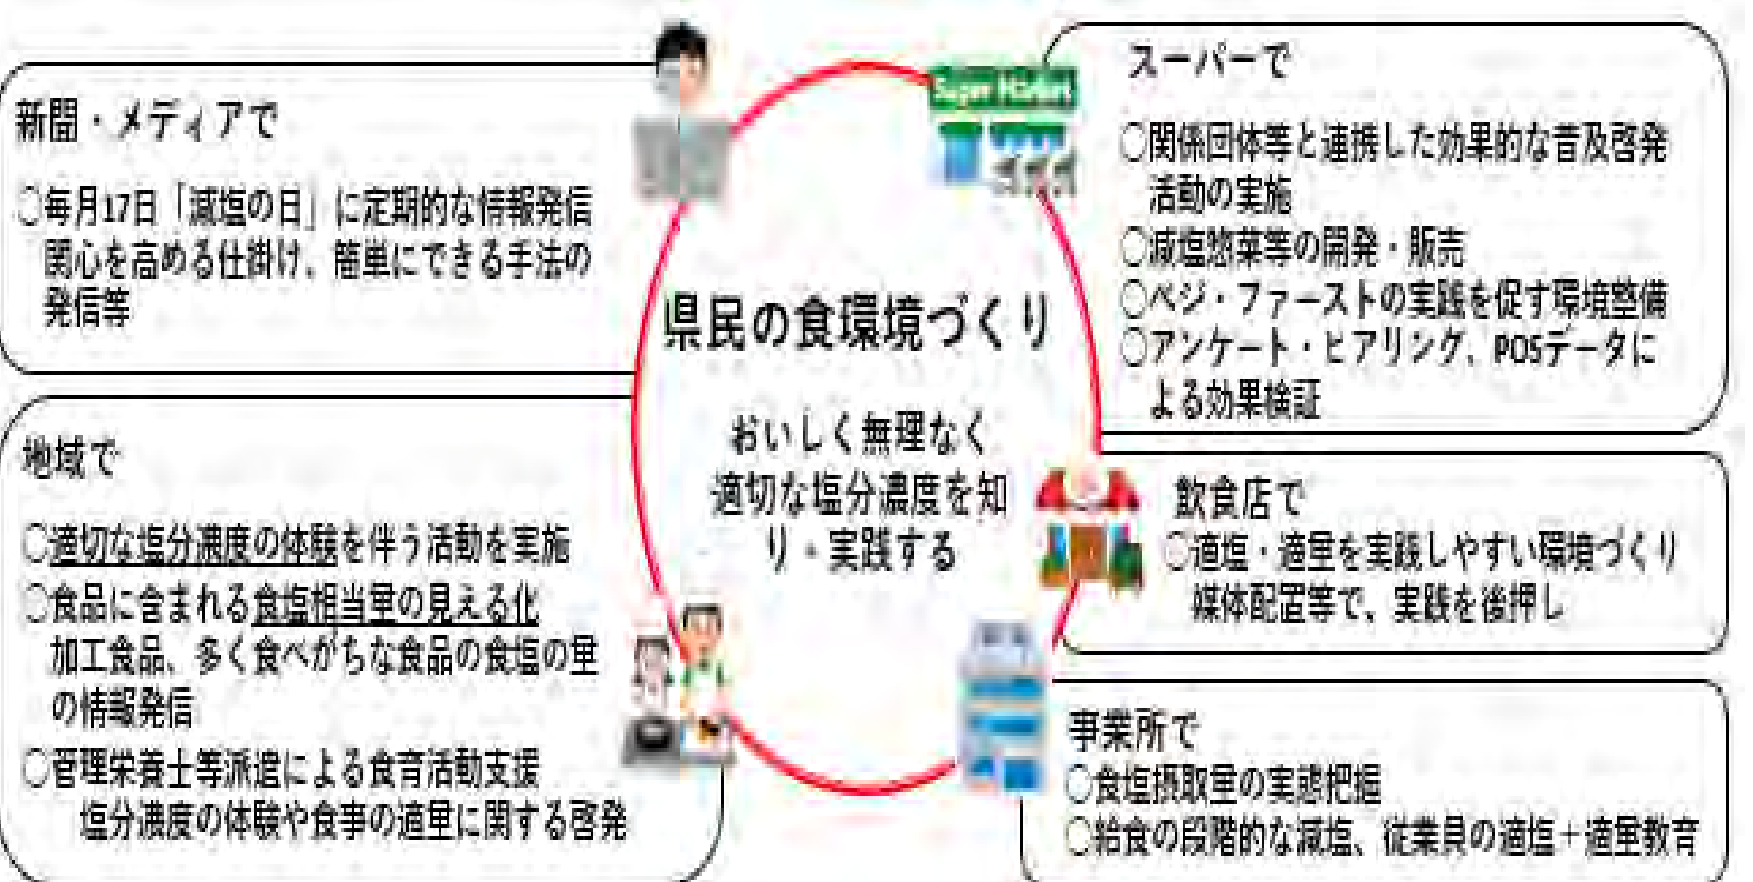 新聞・メディアで
○毎月17日「減塩の日」に定期的な情報発信
関心を高める仕掛け、簡単にできる手法の
発信等
地域で
○適切な塩分濃度の体験を伴う活動を実施
○食品に含まれる食塩相当量の見える化
加工食品、多く食べがちな食品の食塩の量
の情報発信
○管理栄養士等派遣による食育活動支援
塩分濃度の体験や食事の適量に関する啓発
県民の食環境づくり
おいしく無理なく
適切な塩分濃度を知
り・実践する
Super Market
スーパーで
○関係団体等と連携した効果的な普及啓発
活動の実施
○減塩惣菜等の開発・販売
○ベジ・ファーストの実践を促す環境整備
○アンケート・ヒアリング、POSデータに
よる効果検証
飲食店で
○適塩・適量を実践しやすい環境づくり
媒体配置等で、実践を後押し
事業所で
○食塩摂取量の実態把握
○給食の段階的な減塩、従業員の適塩＋適量教育